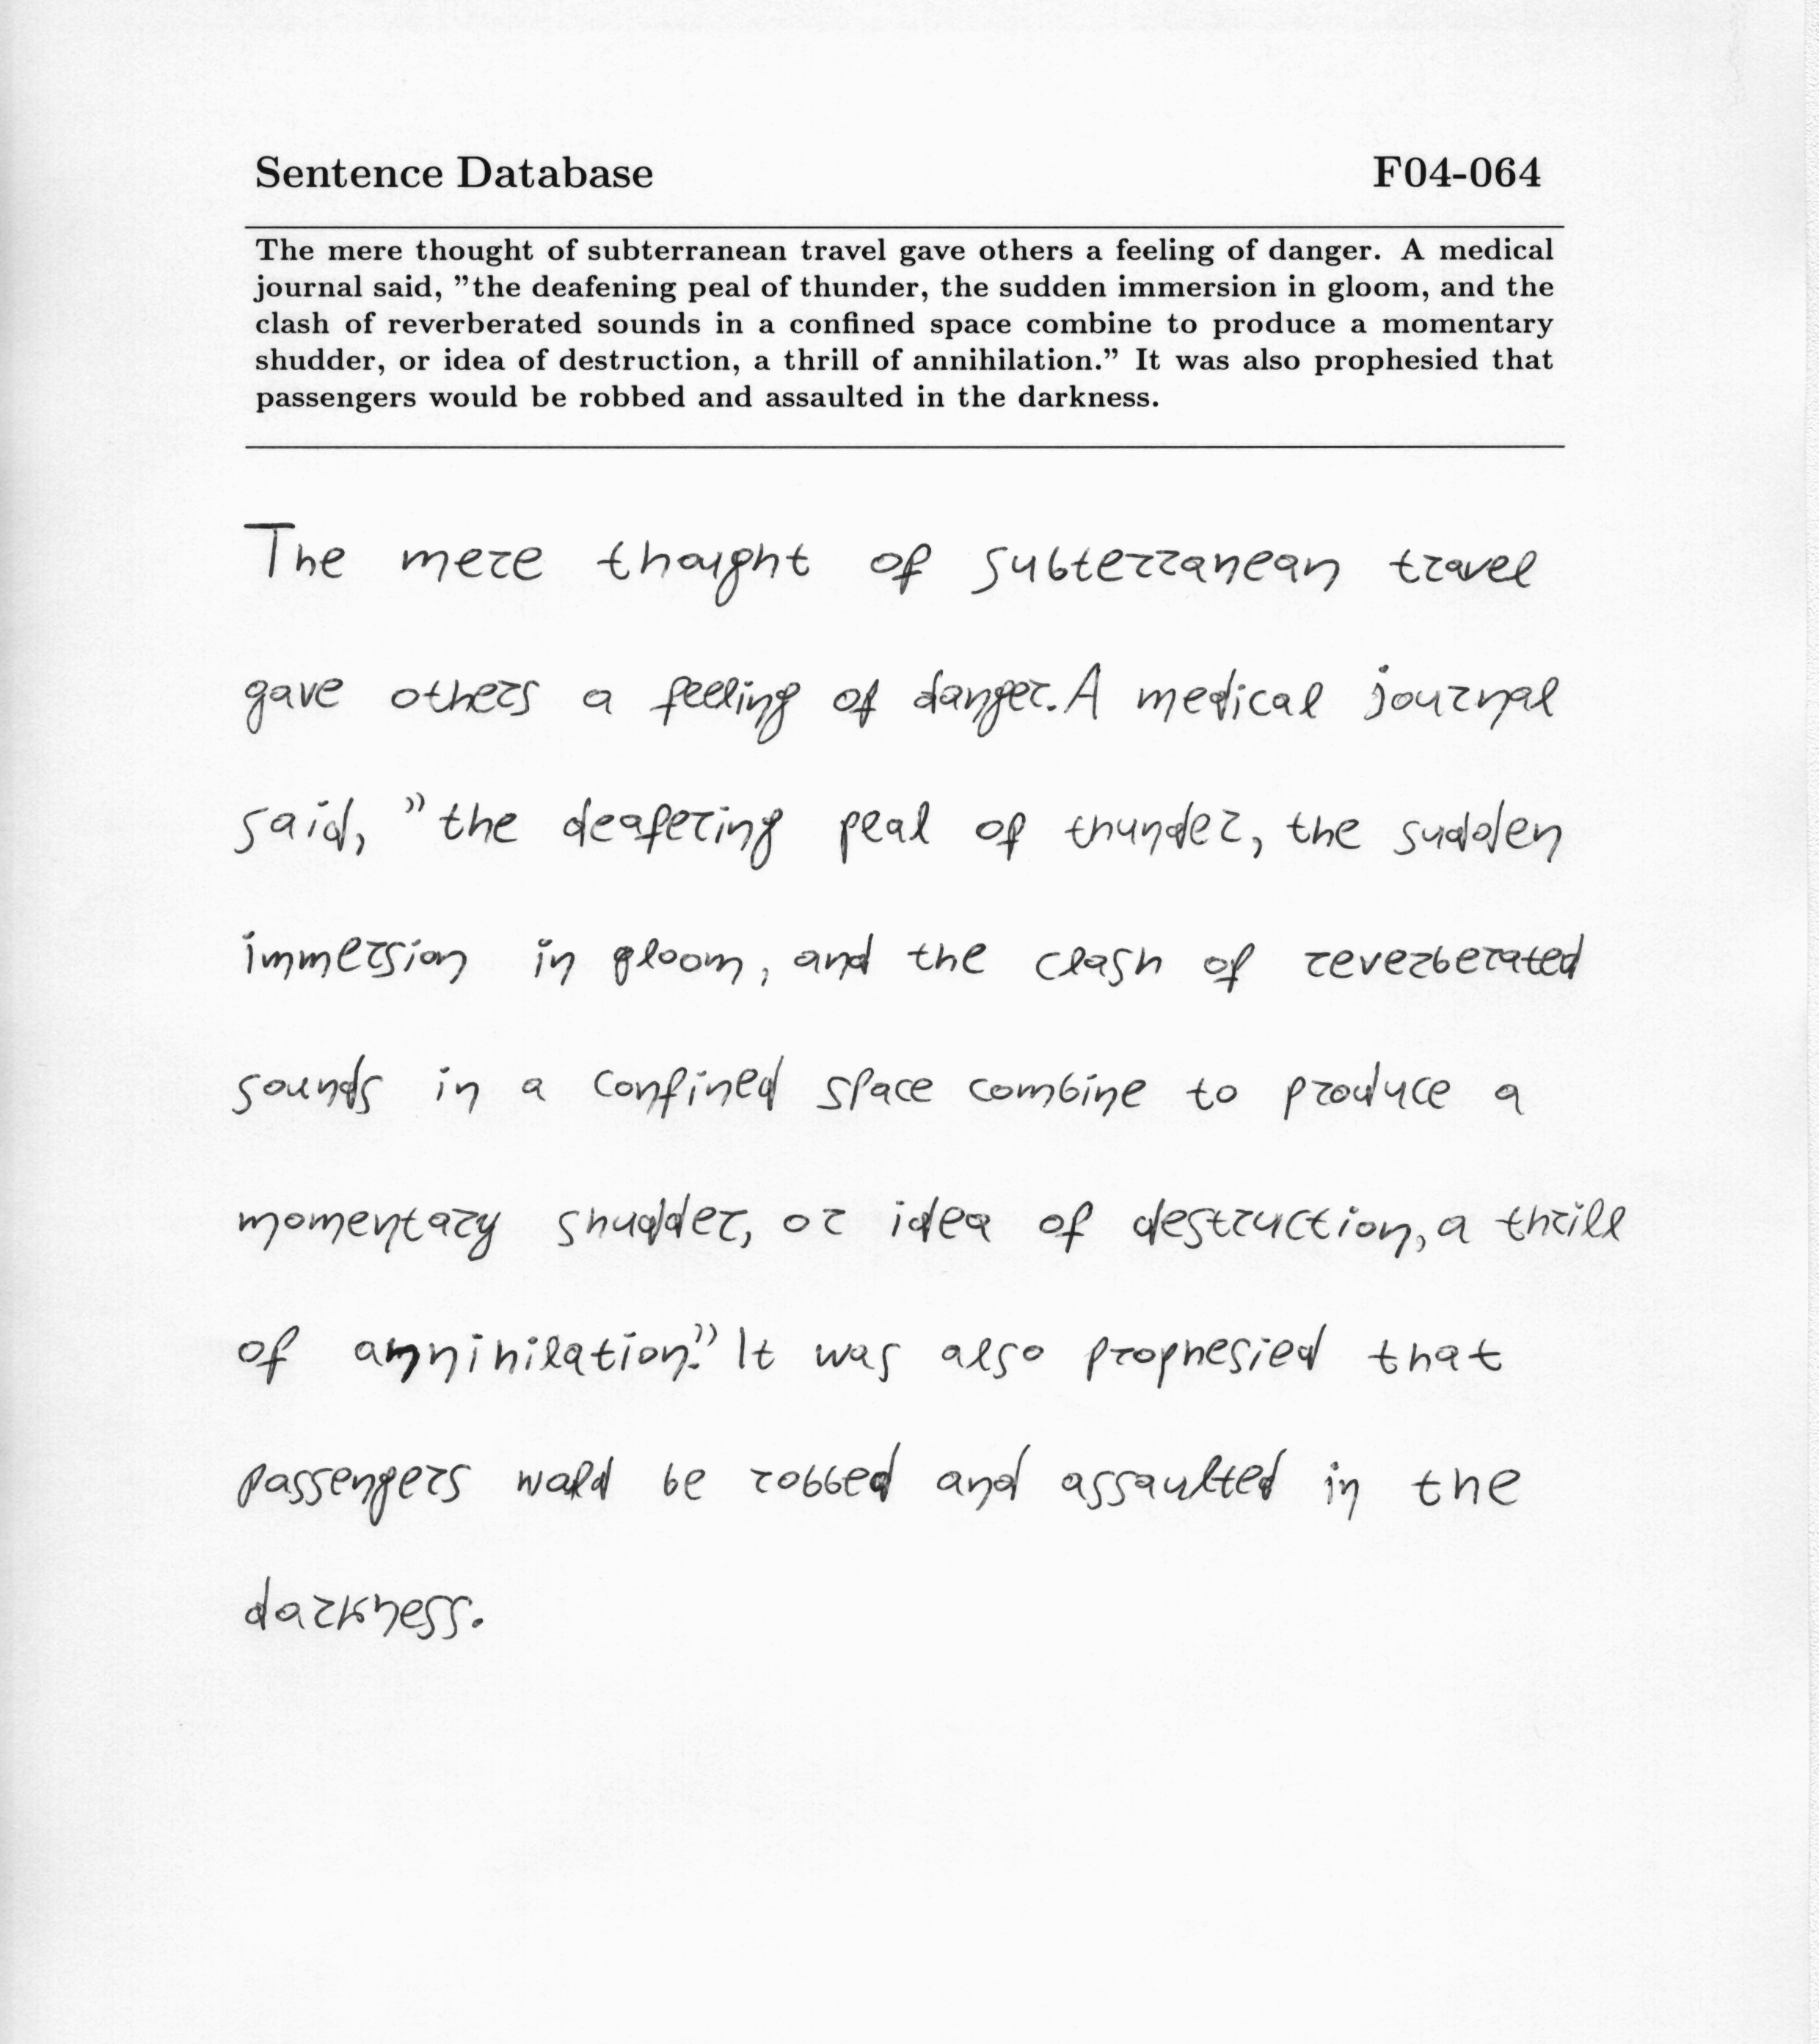 Sentence Database F04-064
The mere thought of subterranean travel gave others a feeling of danger. A medical
journal said, ”the deafening peal of thunder, the sudden immersion in gloom, and the
clash of reverberated sounds in a confined space combine to produce a momentary
shudder, or idea of destruction, a thrill of annihilation.” It was also prophesied that
passengers would be robbed and assaulted in the darkness.
The mere thought of subterranean travel
gave others a feeling of danger. A medical journal
said, ”the deafering peal of thunder, the sudden
immersion in gloom, and the clash of reverberated
sounds in a confined space combine to produce a
momentary shudder, or idea of destruction, a thrill
of annihilation.” It was also prophesied that
passengers would be robbed and assaulted in the
darkness.